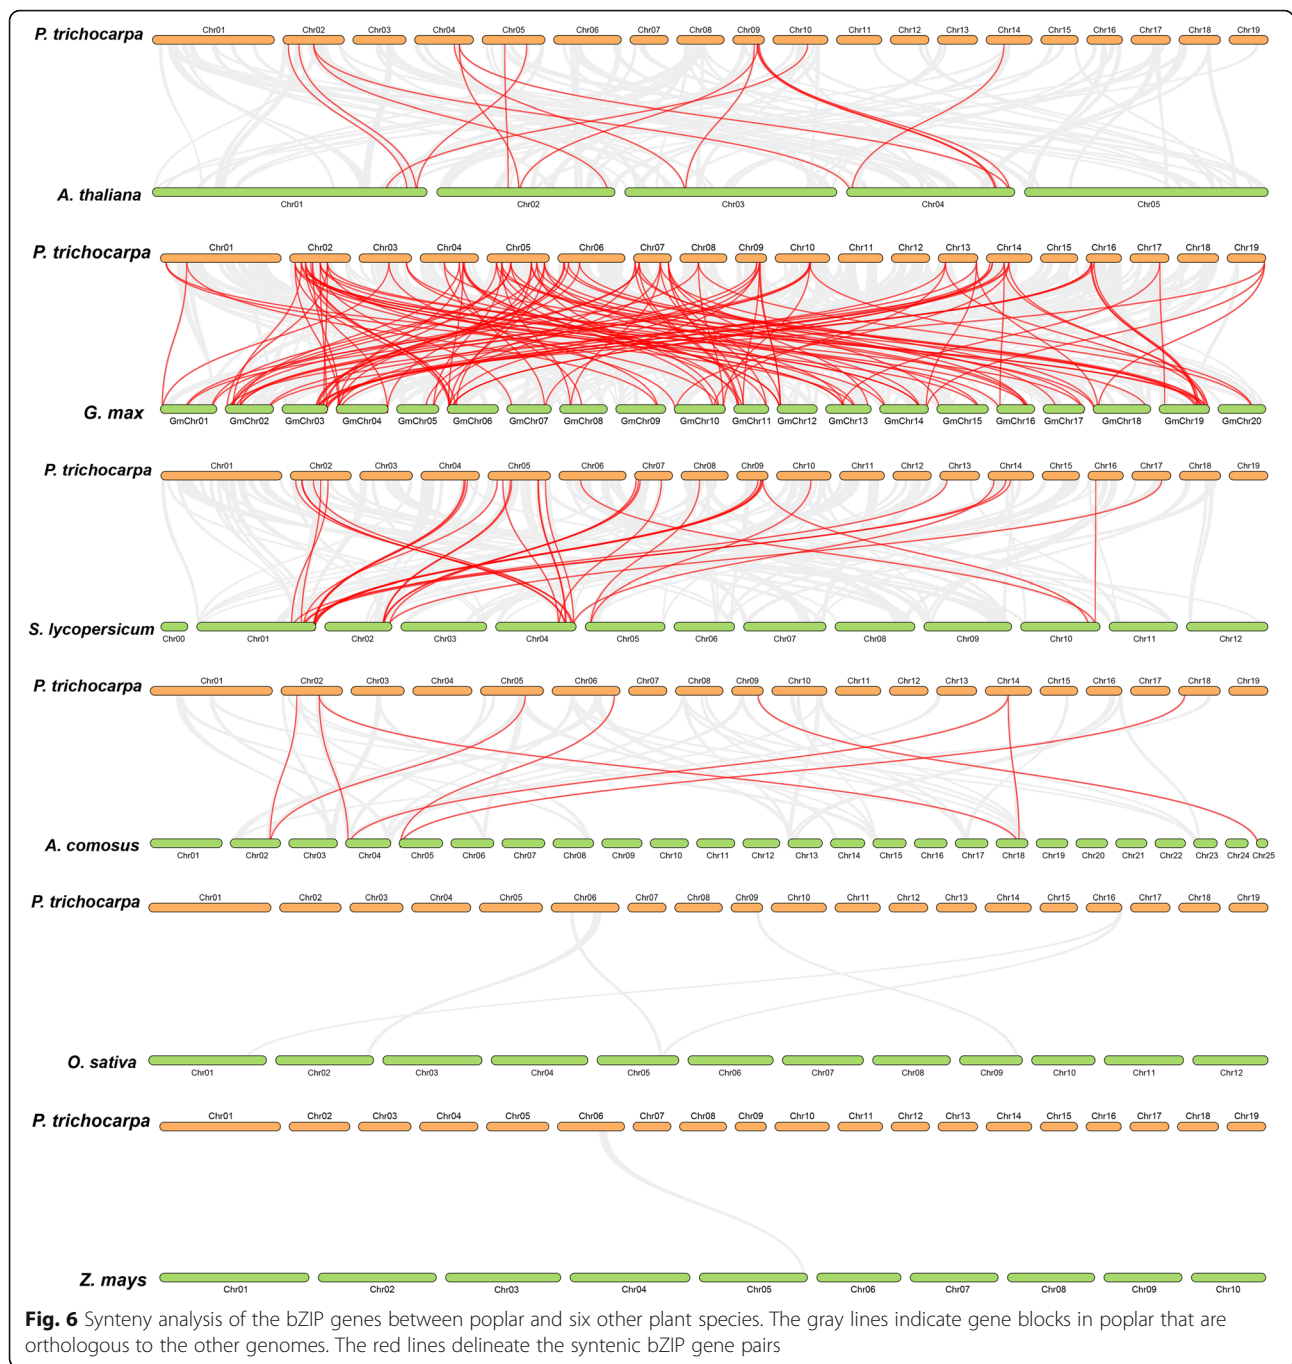 P. trichocarpa
Chr01 Chr02 Chr03 Chr04 Chr05 Chr06 Chr07 Chr08 Chr09 Chr10 Chr11 Chr12 Chr13 Chr14 Chr15 Chr16 Chr17 Chr18 Chr19
A. thaliana
Chr01 Chr02 Chr03 Chr04 Chr05
P. trichocarpa
Chr01 Chr02 Chr03 Chr04 Chr05 Chr06 Chr07 Chr08 Chr09 Chr10 Chr11 Chr12 Chr13 Chr14 Chr15 Chr16 Chr17 Chr18 Chr19
G. max
GmChr01 GmChr02 GmChr03 GmChr04 GmChr05 GmChr06 GmChr07 GmChr08 GmChr09 GmChr10 GmChr11 GmChr12 GmChr13 GmChr14 GmChr15 GmChr16 GmChr17 GmChr18 GmChr19 GmChr20
P. trichocarpa
Chr01 Chr02 Chr03 Chr04 Chr05 Chr06 Chr07 Chr08 Chr09 Chr10 Chr11 Chr12 Chr13 Chr14 Chr15 Chr16 Chr17 Chr18 Chr19
S. lycopersicum
Chr00 Chr01 Chr02 Chr03 Chr04 Chr05 Chr06 Chr07 Chr08 Chr09 Chr10 Chr11 Chr12
P. trichocarpa
Chr01 Chr02 Chr03 Chr04 Chr05 Chr06 Chr07 Chr08 Chr09 Chr10 Chr11 Chr12 Chr13 Chr14 Chr15 Chr16 Chr17 Chr18 Chr19
A. comosus
Chr01 Chr02 Chr03 Chr04 Chr05 Chr06 Chr07 Chr08 Chr09 Chr10 Chr11 Chr12 Chr13 Chr14 Chr15 Chr16 Chr17 Chr18 Chr19 Chr20 Chr21 Chr22 Chr23 Chr24 Chr25
P. trichocarpa
Chr01 Chr02 Chr03 Chr04 Chr05 Chr06 Chr07 Chr08 Chr09 Chr10 Chr11 Chr12 Chr13 Chr14 Chr15 Chr16 Chr17 Chr18 Chr19
O. sativa
Chr01 Chr02 Chr03 Chr04 Chr05 Chr06 Chr07 Chr08 Chr09 Chr10 Chr11 Chr12
P. trichocarpa
Chr01 Chr02 Chr03 Chr04 Chr05 Chr06 Chr07 Chr08 Chr09 Chr10 Chr11 Chr12 Chr13 Chr14 Chr15 Chr16 Chr17 Chr18 Chr19
Z. mays
Chr01 Chr02 Chr03 Chr04 Chr05 Chr06 Chr07 Chr08 Chr09 Chr10
Fig. 6 Synteny analysis of the bZIP genes between poplar and six other plant species. The gray lines indicate gene blocks in poplar that are
orthologous to the other genomes. The red lines delineate the syntenic bZIP gene pairs